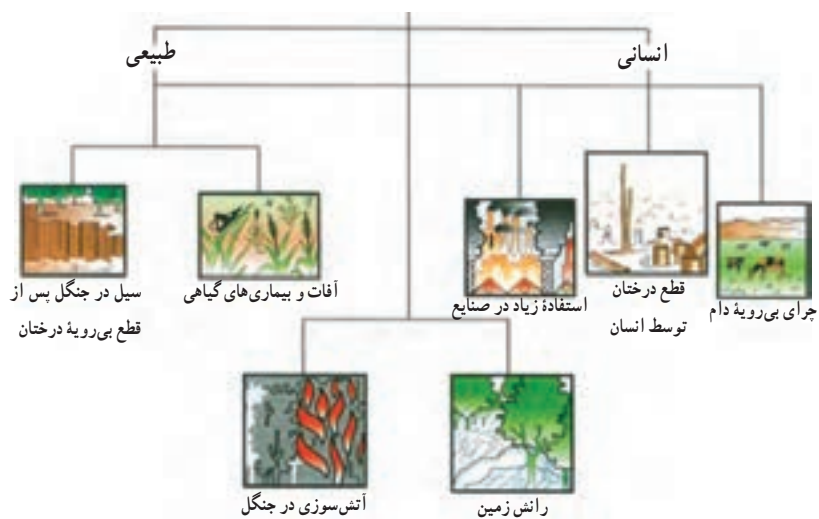 انسانی
طبیعی
چرای بی‌رویهٔ دام
قطع درختان
توسط انسان
استفادهٔ زیاد در صنایع
آفات و بیماری‌های گیاهی
سیل در جنگل پس از
قطع بی‌رویهٔ درختان
رانش زمین
آتش‌سوزی در جنگل